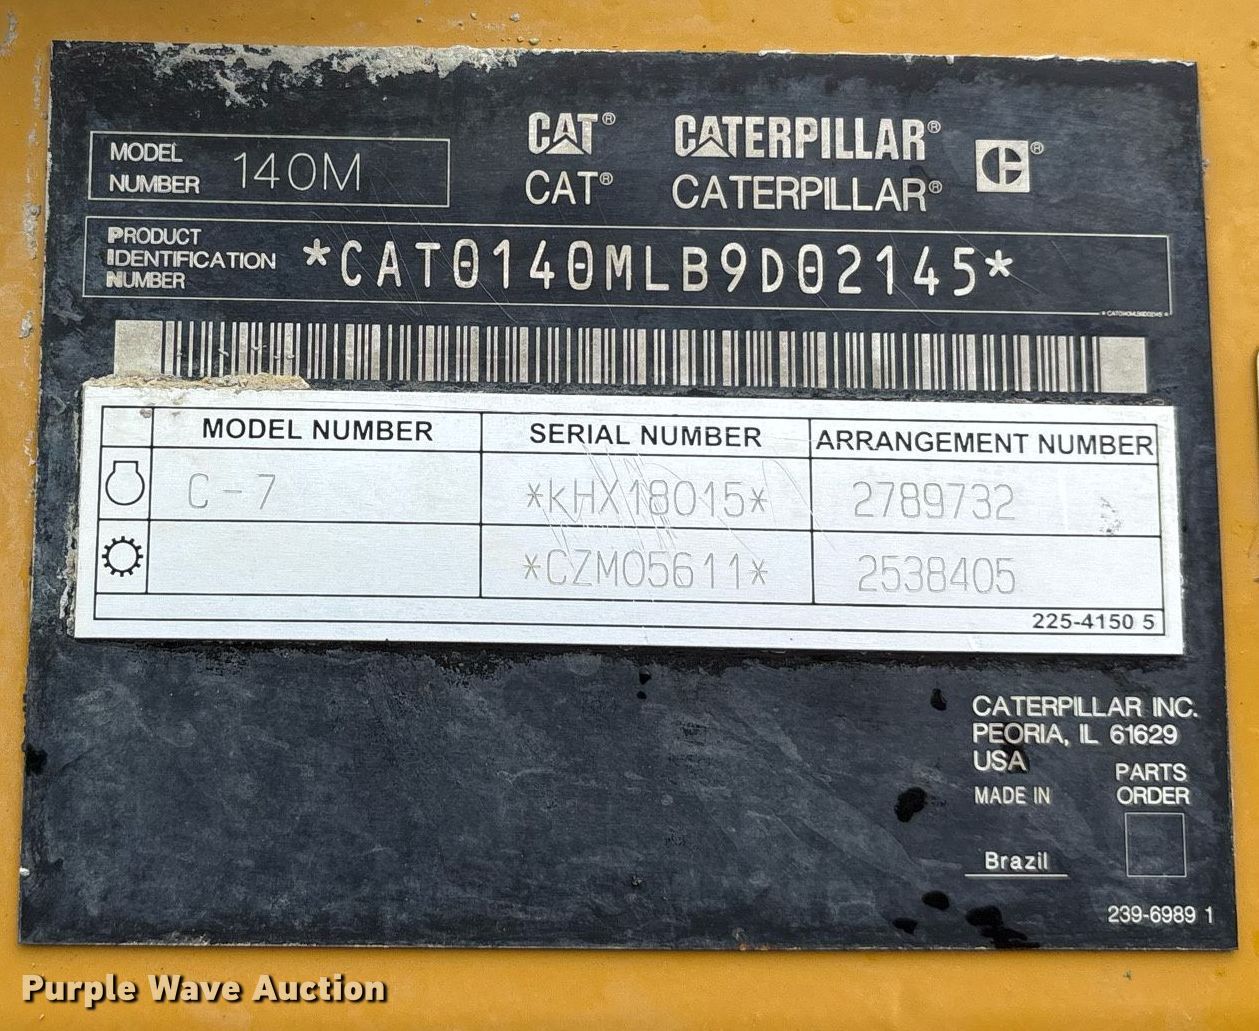 CAT® CATERPILLAR® ®
CAT® CATERPILLAR®
MODEL
NUMBER 140M
PRODUCT
IDENTIFICATION
NUMBER *CAT0140MLB9D02145*
MODEL NUMBER SERIAL NUMBER ARRANGEMENT NUMBER
C-7 *kHX18015* 2789732
*CZM05611* 2538405
225-4150 5
CATERPILLAR INC.
PEORIA, IL 61629
USA
MADE IN
Brazil
PARTS
ORDER
239-6989 1
Purple Wave Auction